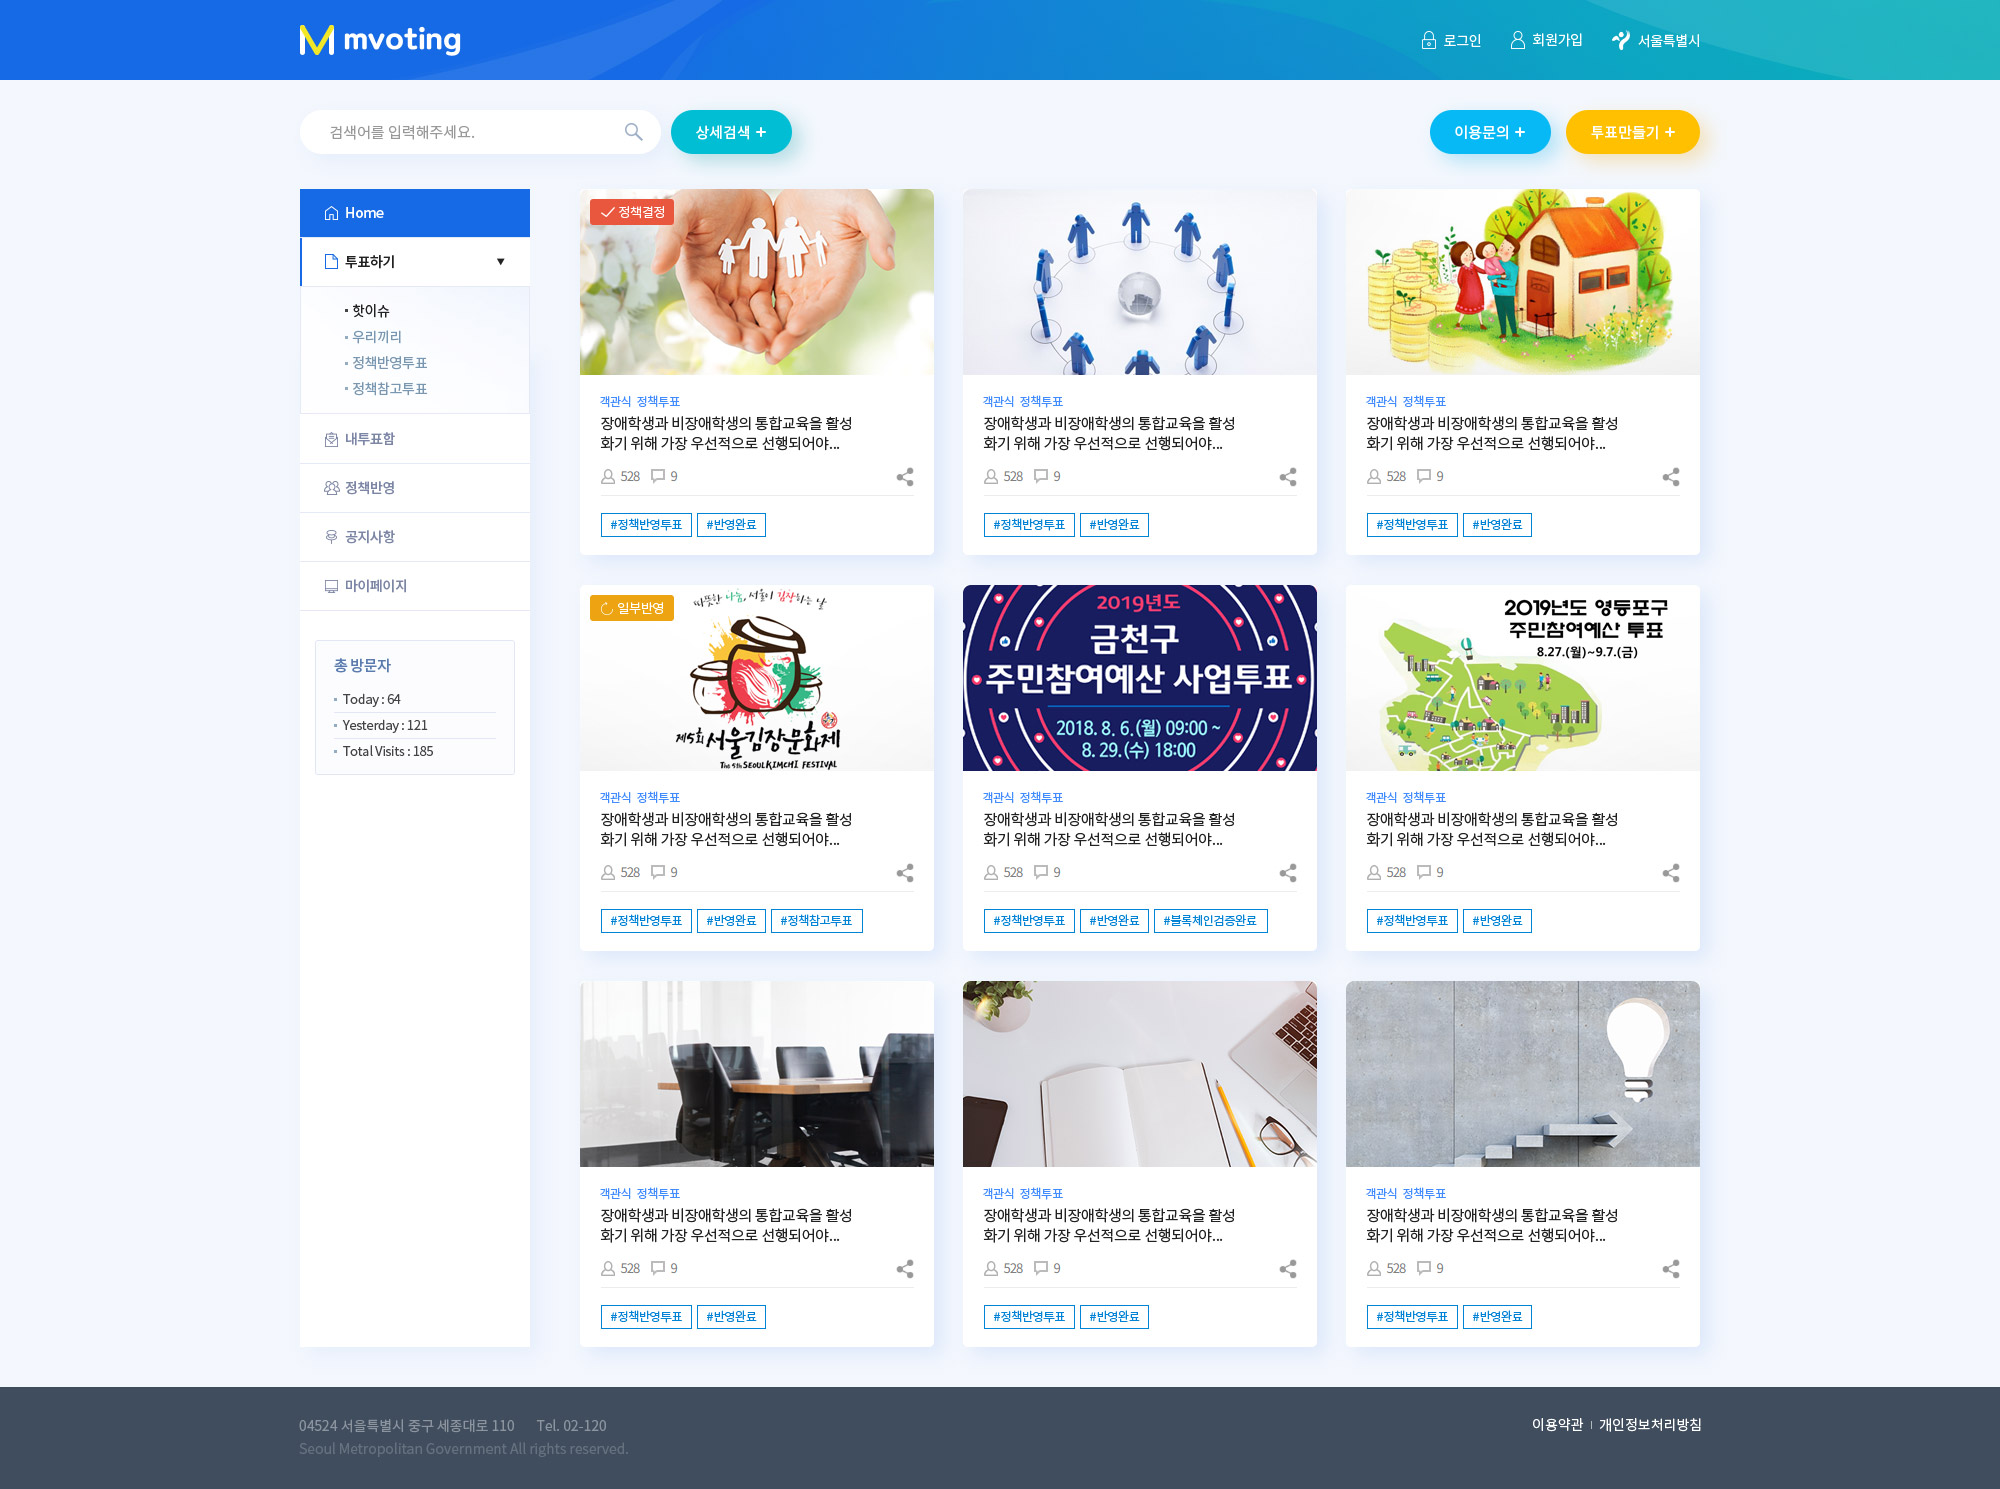 mvoting
로그인
회원가입
서울특별시
검색어를 입력해주세요.
상세검색 +
이용문의 +
투표만들기 +
Home
투표하기
핫이슈
우리끼리
정책반영투표
정책참고투표
내투표함
정책반영
공지사항
마이페이지
총 방문자
Today : 64
Yesterday : 121
Total Visits : 185
정책결정
객관식 정책투표
장애학생과 비장애학생의 통합교육을 활성
화기 위해 가장 우선적으로 선행되어야...
528 9
#정책반영투표 #반영완료
객관식 정책투표
장애학생과 비장애학생의 통합교육을 활성
화기 위해 가장 우선적으로 선행되어야...
528 9
#정책반영투표 #반영완료
객관식 정책투표
장애학생과 비장애학생의 통합교육을 활성
화기 위해 가장 우선적으로 선행되어야...
528 9
#정책반영투표 #반영완료
일부반영
따뜻한 나눔, 서울이 김장하는 날
제5회 서울김장문화제
The 5th SEOUL KIMCHI FESTIVAL
객관식 정책투표
장애학생과 비장애학생의 통합교육을 활성
화기 위해 가장 우선적으로 선행되어야...
528 9
#정책반영투표 #반영완료 #정책참고투표
2019년도
금천구
주민참여예산 사업투표
2018. 8. 6.(월) 09:00 ~
8. 29.(수) 18:00
객관식 정책투표
장애학생과 비장애학생의 통합교육을 활성
화기 위해 가장 우선적으로 선행되어야...
528 9
#정책반영투표 #반영완료 #블록체인검증완료
2019년도 영등포구
주민참여예산 투표
8.27.(월)~9.7.(금)
객관식 정책투표
장애학생과 비장애학생의 통합교육을 활성
화기 위해 가장 우선적으로 선행되어야...
528 9
#정책반영투표 #반영완료
객관식 정책투표
장애학생과 비장애학생의 통합교육을 활성
화기 위해 가장 우선적으로 선행되어야...
528 9
#정책반영투표 #반영완료
객관식 정책투표
장애학생과 비장애학생의 통합교육을 활성
화기 위해 가장 우선적으로 선행되어야...
528 9
#정책반영투표 #반영완료
객관식 정책투표
장애학생과 비장애학생의 통합교육을 활성
화기 위해 가장 우선적으로 선행되어야...
528 9
#정책반영투표 #반영완료
04524 서울특별시 중구 세종대로 110 Tel. 02-120
Seoul Metropolitan Government All rights reserved.
이용약관 | 개인정보처리방침